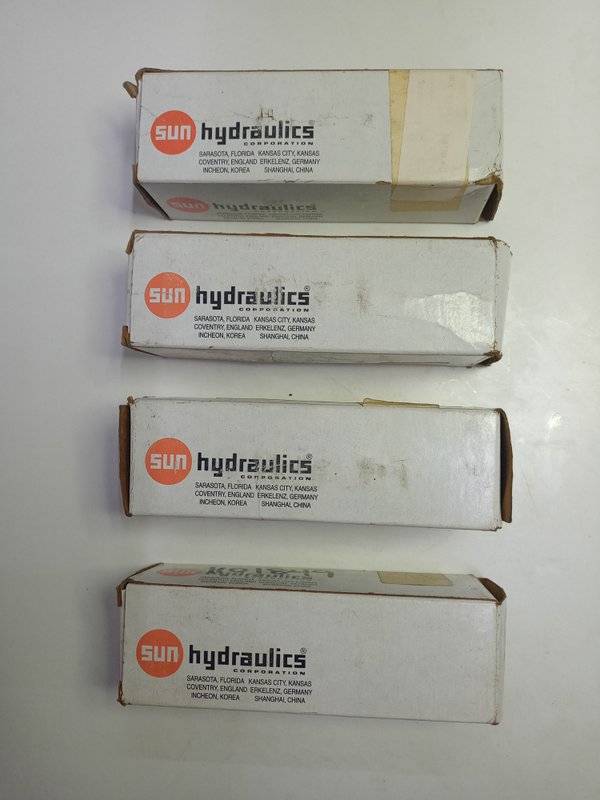 sun hydraulics
CORPORATION
SARASOTA, FLORIDA KANSAS CITY, KANSAS
COVENTRY, ENGLAND ERKELENZ, GERMANY
INCHEON, KOREA SHANGHAI, CHINA
sun hydraulics
sun hydraulics®
CORPORATION
SARASOTA, FLORIDA KANSAS CITY, KANSAS
COVENTRY, ENGLAND ERKELENZ, GERMANY
INCHEON, KOREA SHANGHAI, CHINA
sun hydraulics®
CORPORATION
SARASOTA, FLORIDA KANSAS CITY, KANSAS
COVENTRY, ENGLAND ERKELENZ, GERMANY
INCHEON, KOREA SHANGHAI, CHINA
hydraulics
sun hydraulics®
CORPORATION
SARASOTA, FLORIDA KANSAS CITY, KANSAS
COVENTRY, ENGLAND ERKELENZ, GERMANY
INCHEON, KOREA SHANGHAI, CHINA